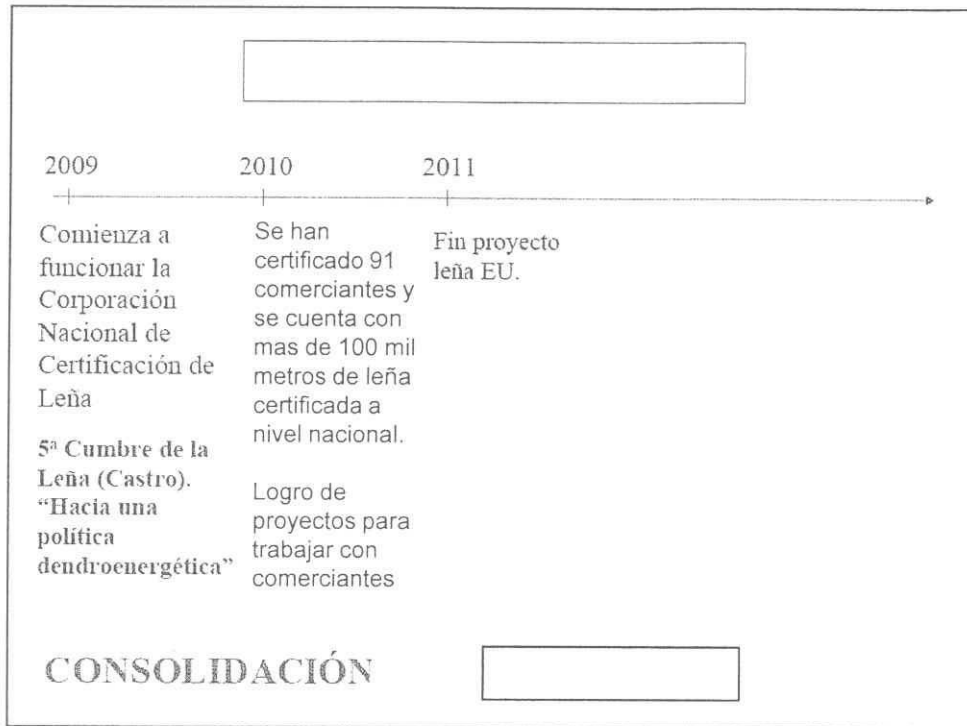 2009 2010 2011
Comienza a
funcionar la
Corporación
Nacional de
Certificación de
Leña
5ª Cumbre de la
Leña (Castro).
“Hacia una
política
dendroenergética”
Se han
certificado 91
comerciantes y
se cuenta con
mas de 100 mil
metros de leña
certificada a
nivel nacional.
Logro de
proyectos para
trabajar con
comerciantes
Fin proyecto
leña EU.
CONSOLIDACIÓN